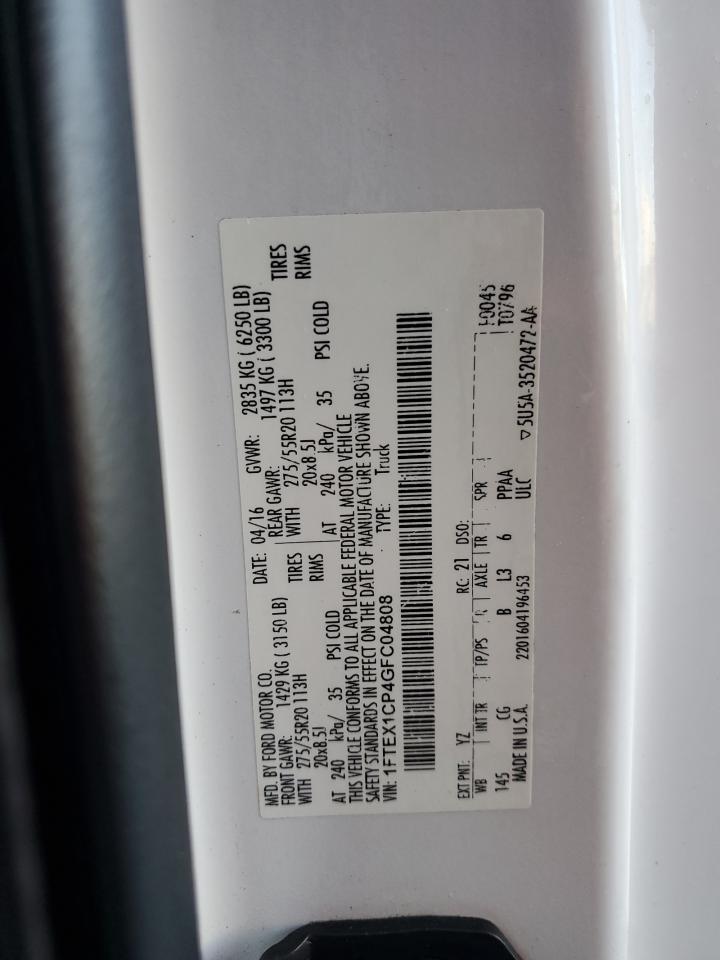 MFD. BY FORD MOTOR CO.
DATE: 04/16 GVWR: 2835 KG ( 6250 LB)
FRONT GAWR: 1429 KG ( 3150 LB) REAR GAWR: 1497 KG ( 3300 LB)
WITH 275/55R20 113H TIRES WITH 275/55R20 113H TIRES
20x8.5J RIMS 20x8.5J RIMS
AT 240 kPa/ 35 PSI COLD AT 240 kPa/ 35 PSI COLD
THIS VEHICLE CONFORMS TO ALL APPLICABLE FEDERAL MOTOR VEHICLE
SAFETY STANDARDS IN EFFECT ON THE DATE OF MANUFACTURE SHOWN ABOVE.
VIN: 1FTEX1CP4GFC04808 TYPE: Truck
EXT PNT: YZ RC: 21 DSO:
WB INT TR TP/PS R AXLE TR SPR
145 CG B L3 6 PPAA
MADE IN U.S.A. 2201604196453 ULC
F0045
T0796
▽5U5A-3520472-AA